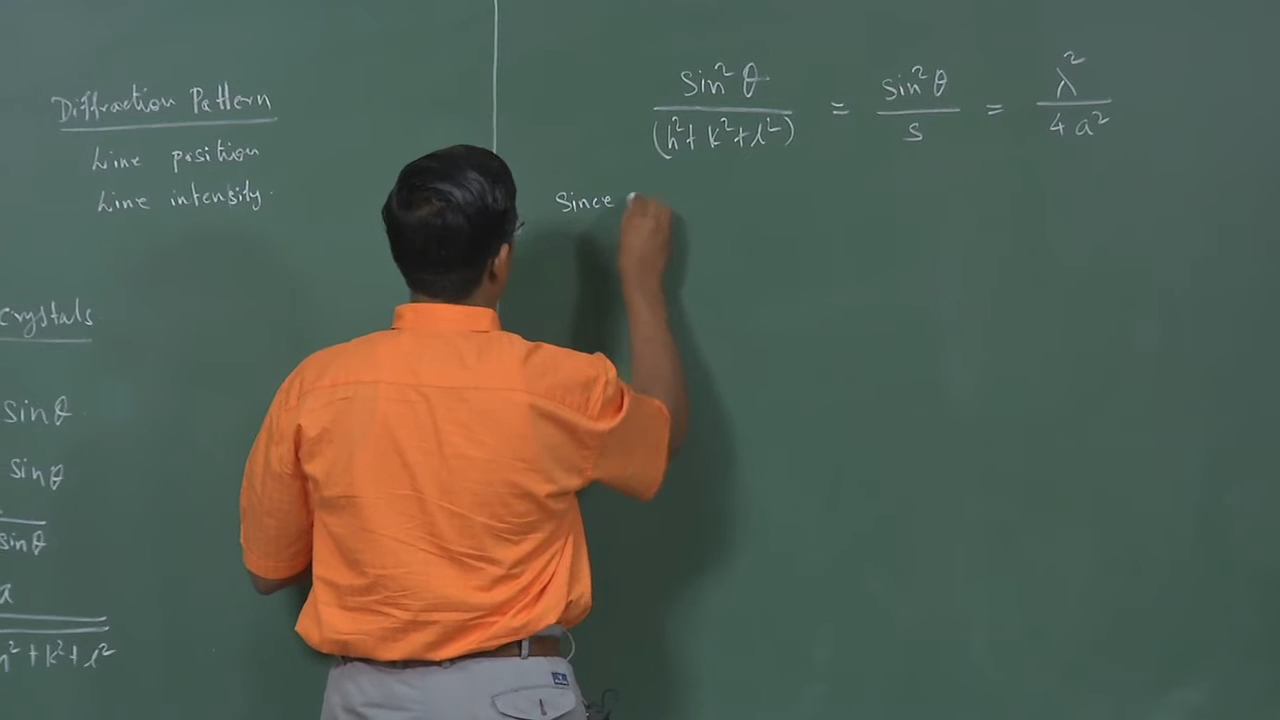 Diffraction Pattern
Line position
Line intensity.
crystals
sinθ
sinθ
sinθ
a
h² + k² + l²
sin²θ / (h² + k² + l²) = sin²θ / s = λ² / 4a²
Since